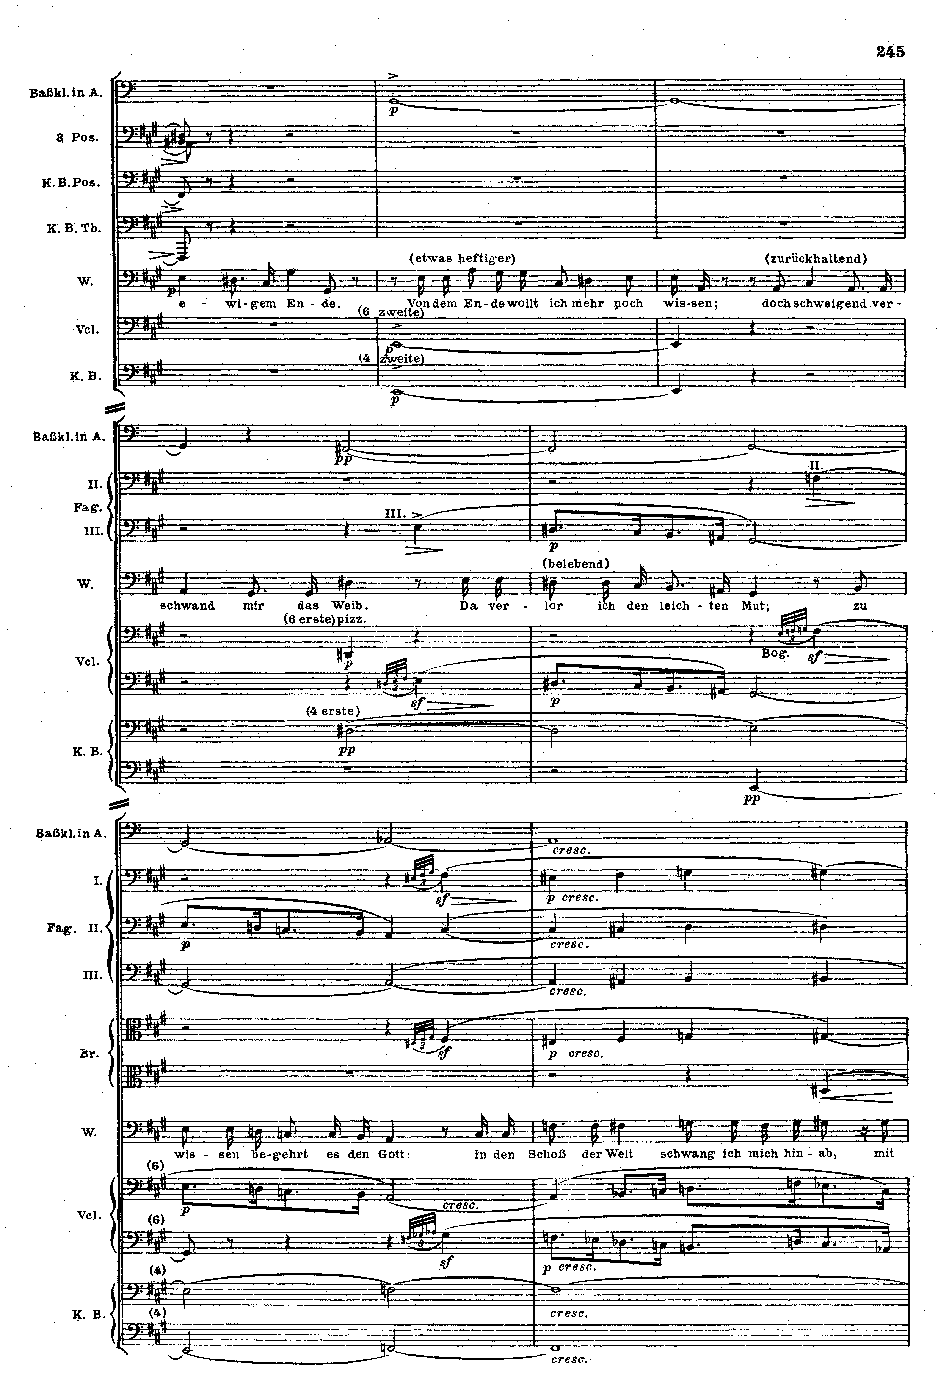 245
Baßkl. in A.
p
3 Pos.
K. B. Pos.
K. B. Tb.
(etwas heftiger) (zurückhaltend)
W.
p
e - wi-gem En - de. Von dem En-de wollt ich mehr noch wis-sen; doch schweigend ver-
(6 zweite)
Vcl.
p
(4 zweite)
K. B.
p
Baßkl. in A.
pp
II.
II.
Fag.
III.
III.
p
(belebend)
W.
schwand mir das Weib. Da ver - lor ich den leich - ten Mut; zu
(6 erste) pizz.
p
Bog. sf
Vcl.
sf p
(4 erste)
K. B.
pp
pp
Baßkl. in A.
cresc.
I.
3
sf p cresc.
Fag. II.
p cresc.
III.
cresc.
3
sf p cresc.
Br.
W.
wis - sen be-gehrt es den Gott: in den Schoß der Welt schwang ich mich hin - ab, mit
(6)
p cresc.
Vcl.
(6)
3
sf p cresc.
(4)
cresc.
K. B. (4)
cresc.